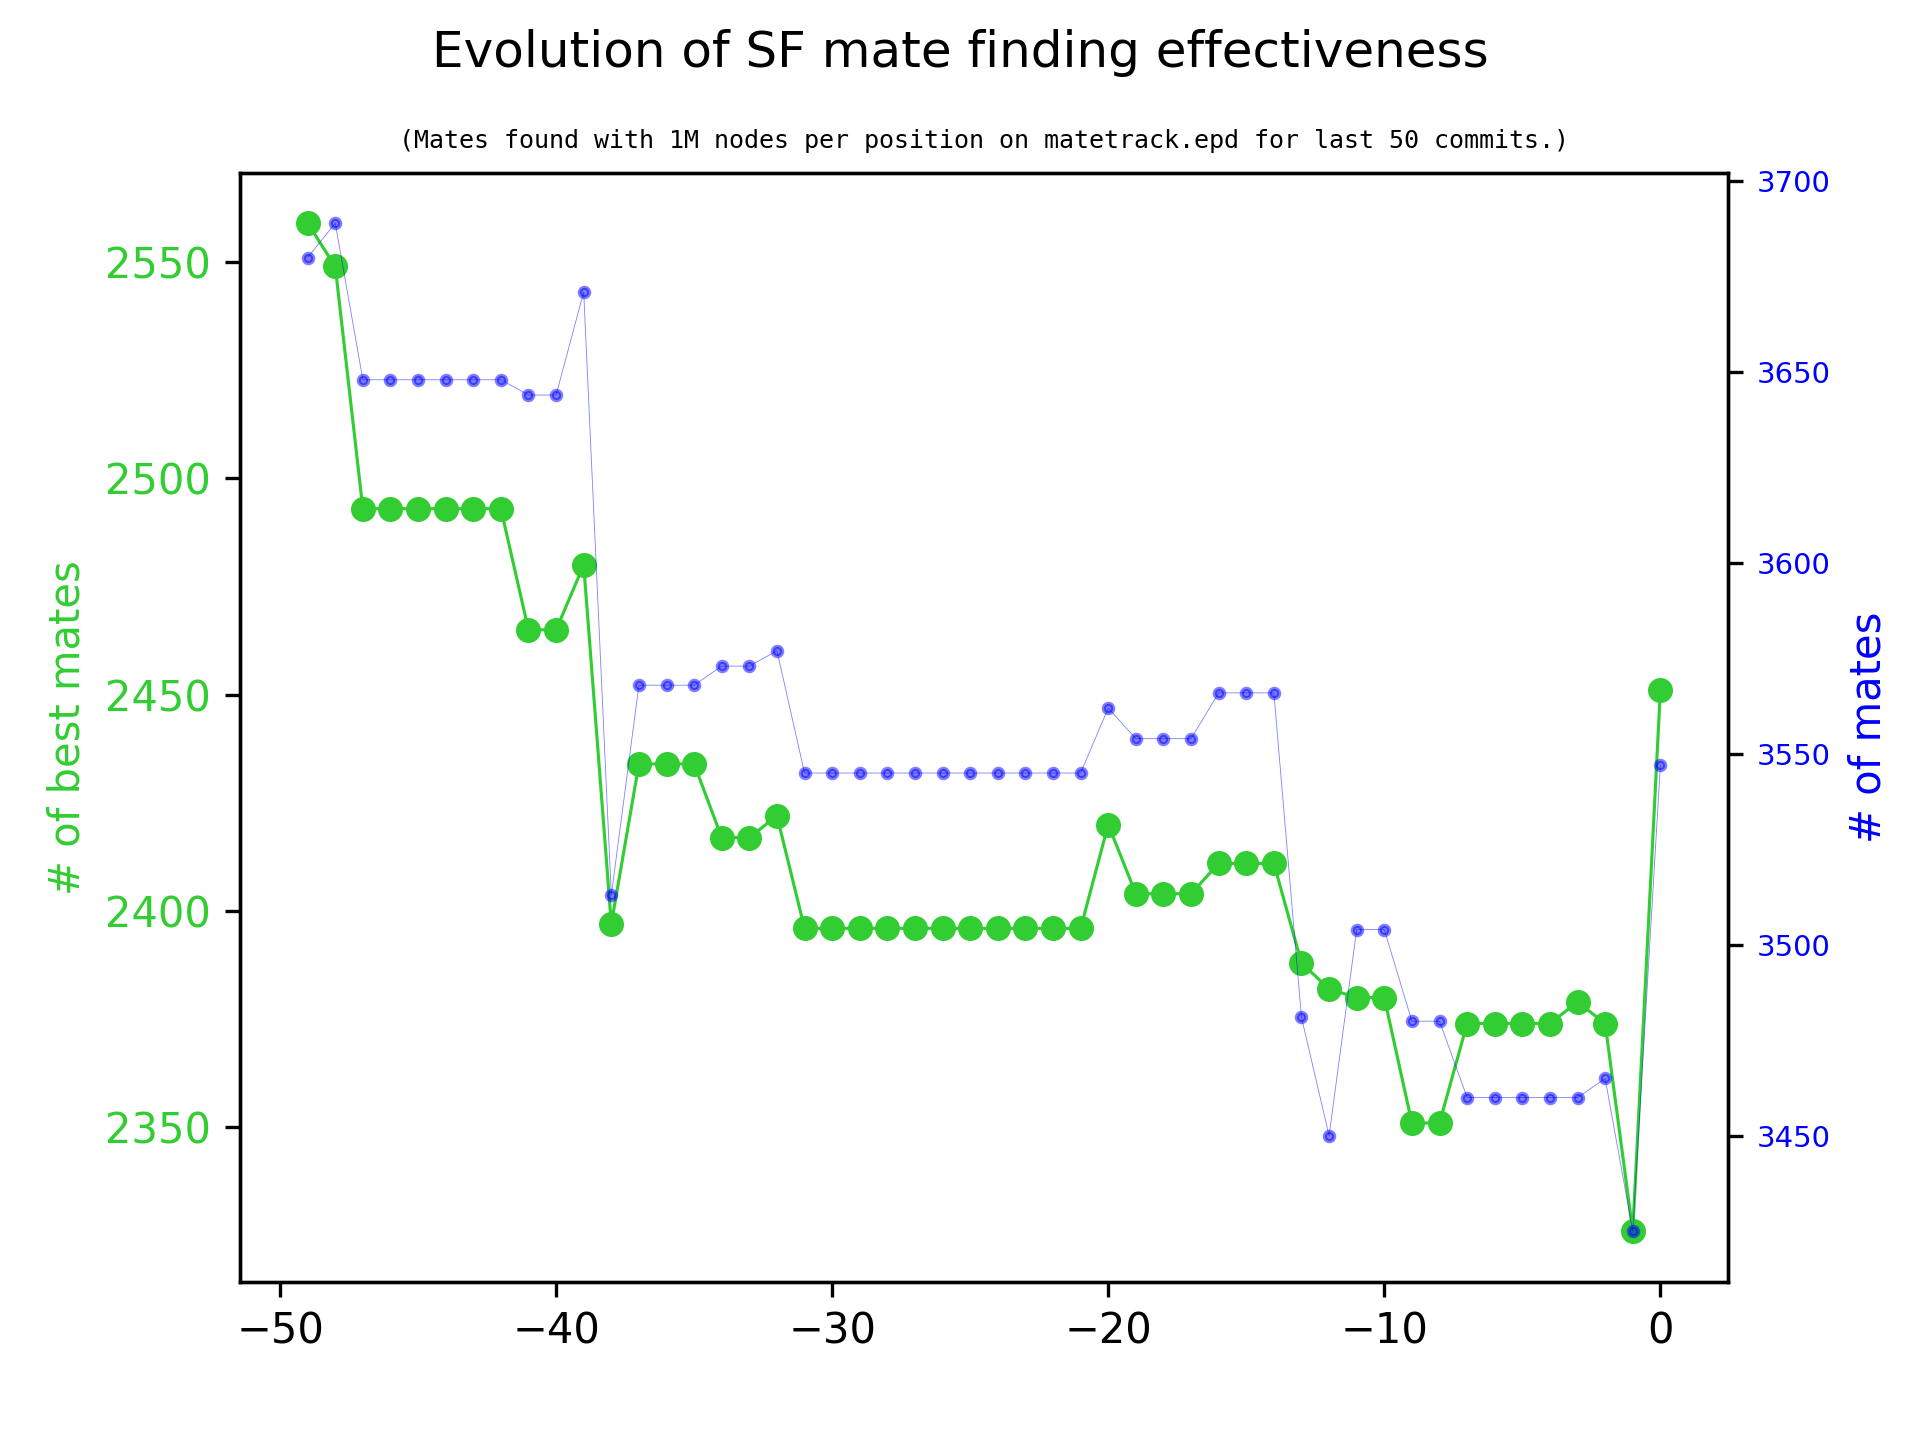 Evolution of SF mate finding effectiveness
(Mates found with 1M nodes per position on matetrack.epd for last 50 commits.)
# of best mates
2550
2500
2450
2400
2350
3700
3650
3600
3550
3500
3450
# of mates
−50 −40 −30 −20 −10 0